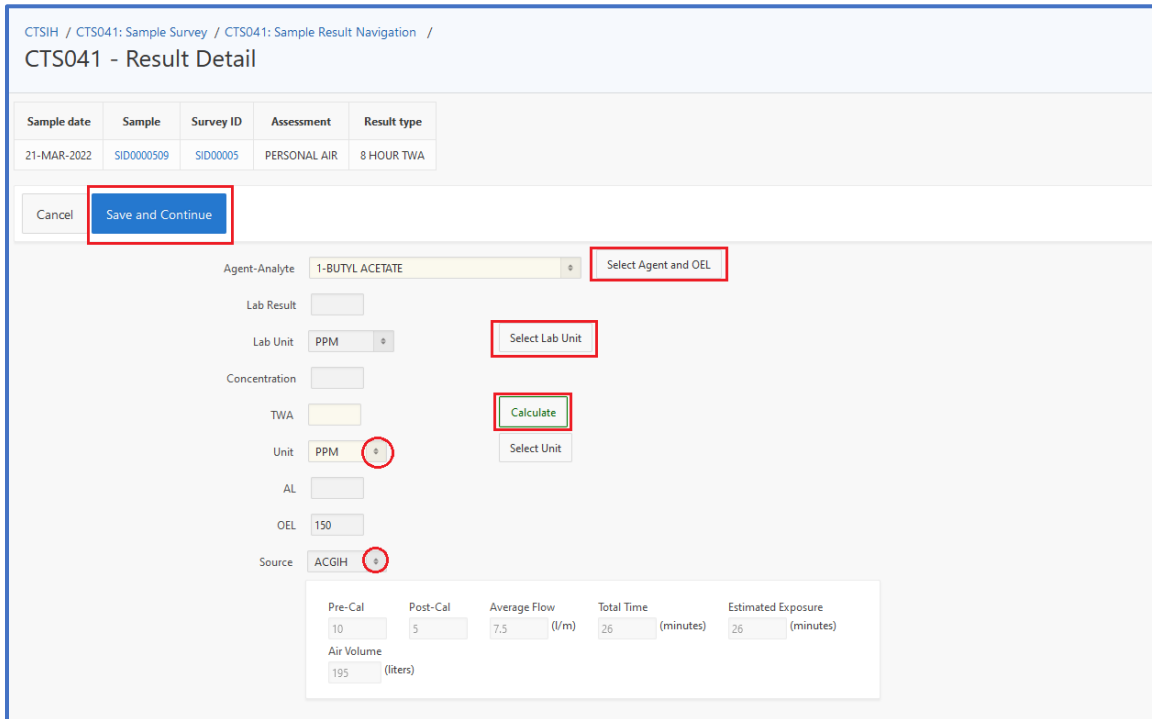 CTSIH / CTS041: Sample Survey / CTS041: Sample Result Navigation /
CTS041 - Result Detail
Sample date Sample Survey ID Assessment Result type
21-MAR-2022 SID0000509 SID00005 PERSONAL AIR 8 HOUR TWA
Cancel Save and Continue
Agent-Analyte 1-BUTYL ACETATE Select Agent and OEL
Lab Result
Lab Unit PPM Select Lab Unit
Concentration
TWA Calculate
Unit PPM Select Unit
AL
OEL 150
Source ACGIH
Pre-Cal Post-Cal Average Flow Total Time Estimated Exposure
10 5 7.5 (l/m) 26 (minutes) 26 (minutes)
Air Volume
195 (liters)